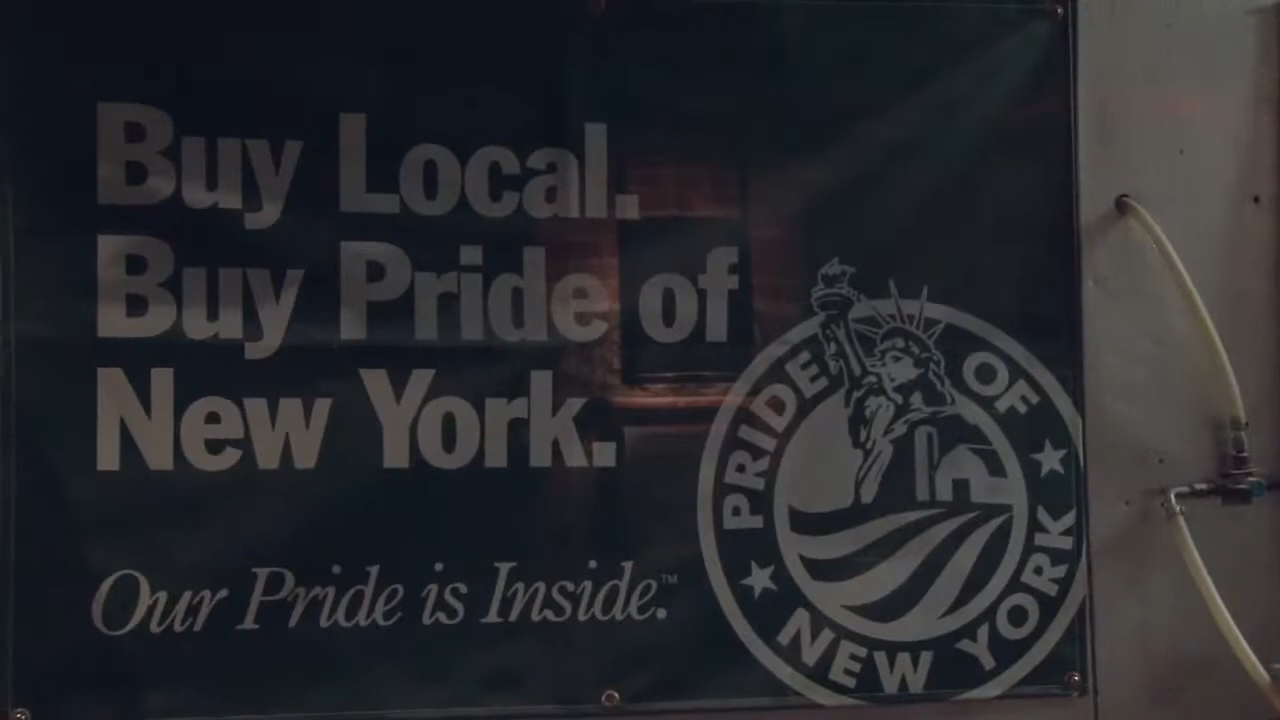 Buy Local.
Buy Pride of
New York.
Our Pride is Inside.™
PRIDE OF
NEW YORK